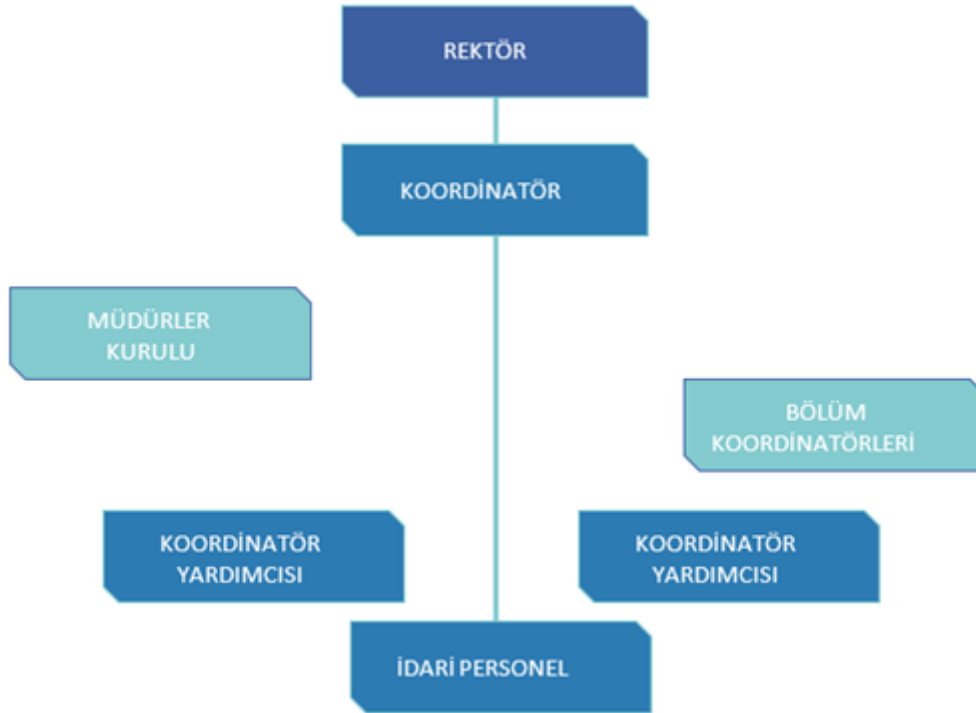 REKTÖR
KOORDİNATÖR
MÜDÜRLER
KURULU
BÖLÜM
KOORDİNATÖRLERİ
KOORDİNATÖR
YARDIMCISI
KOORDİNATÖR
YARDIMCISI
İDARİ PERSONEL